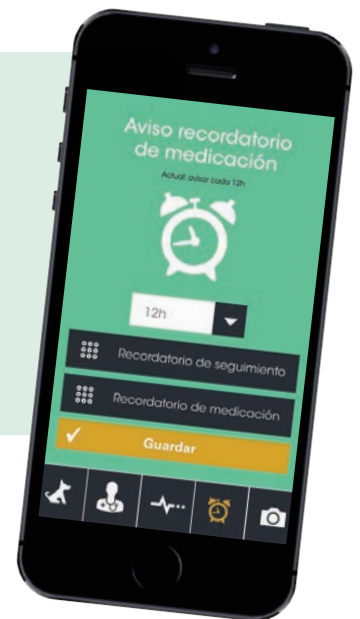 Aviso recordatorio
de medicación
Actual: avisar cada 12h
12h
Recordatorio de seguimiento
Recordatorio de medicación
Guardar